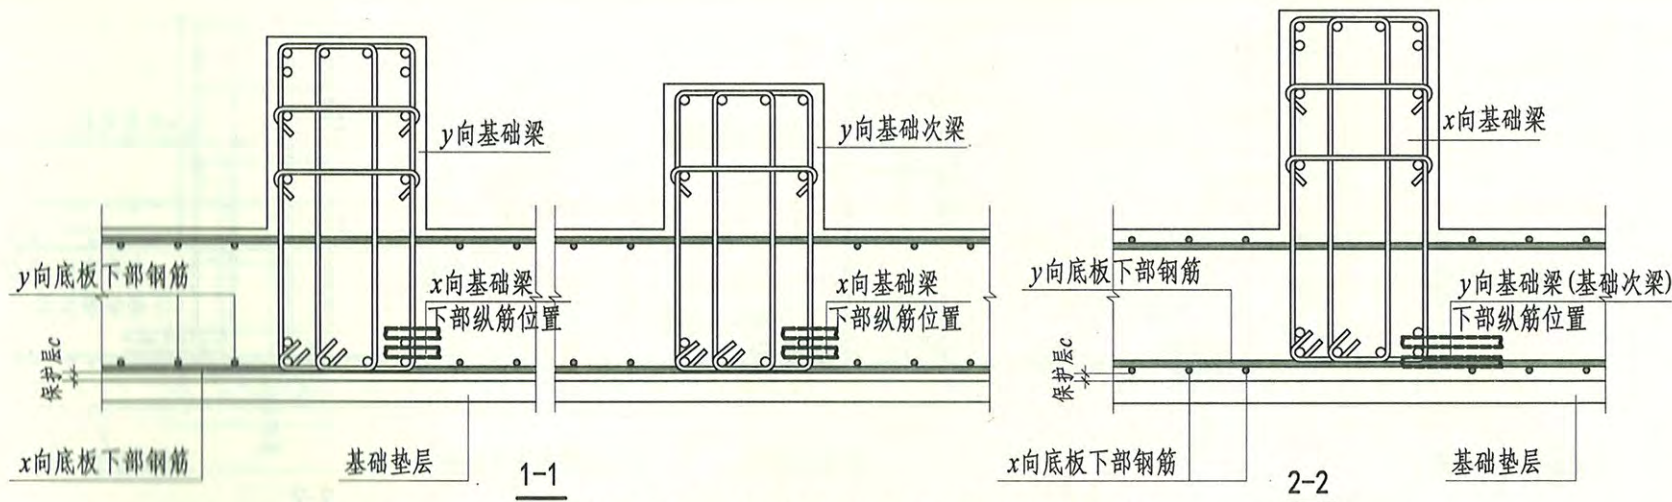 y向基础梁
y向基础次梁
x向基础梁
y向底板下部钢筋
x向基础梁
下部纵筋位置
x向基础梁
下部纵筋位置
y向底板下部钢筋
y向基础梁(基础次梁)
下部纵筋位置
保护层c
保护层c
x向底板下部钢筋
基础垫层
1-1
x向底板下部钢筋
2-2
基础垫层